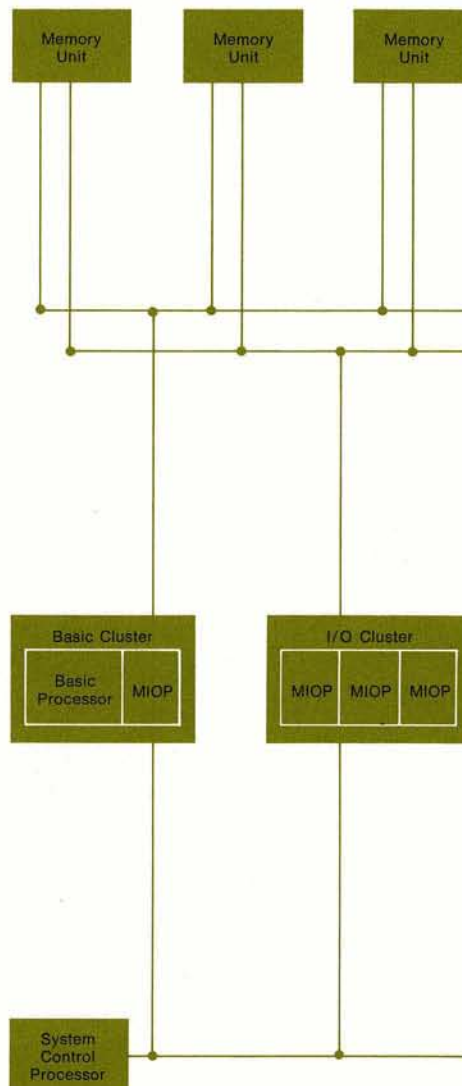 Memory
Unit
Memory
Unit
Memory
Unit
Basic Cluster
Basic
Processor
MIOP
I/O Cluster
MIOP
MIOP
MIOP
System
Control
Processor